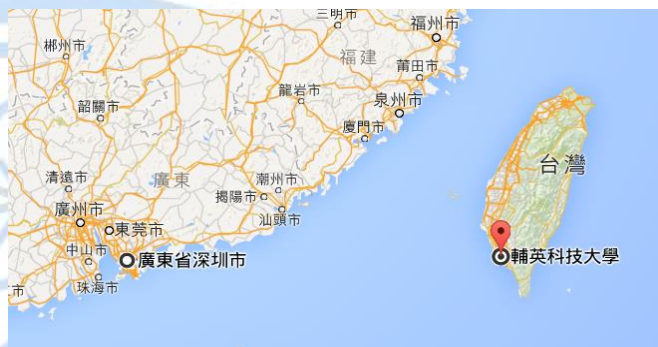 三明市
福州市
郴州市
福建
莆田市
龍岩市
泉州市
韶關市
廈門市
清遠市
廣東
潮州市
揭陽市
台灣
廣州市
汕頭市
東莞市
中山市
廣東省深圳市
輔英科技大學
珠海市
市